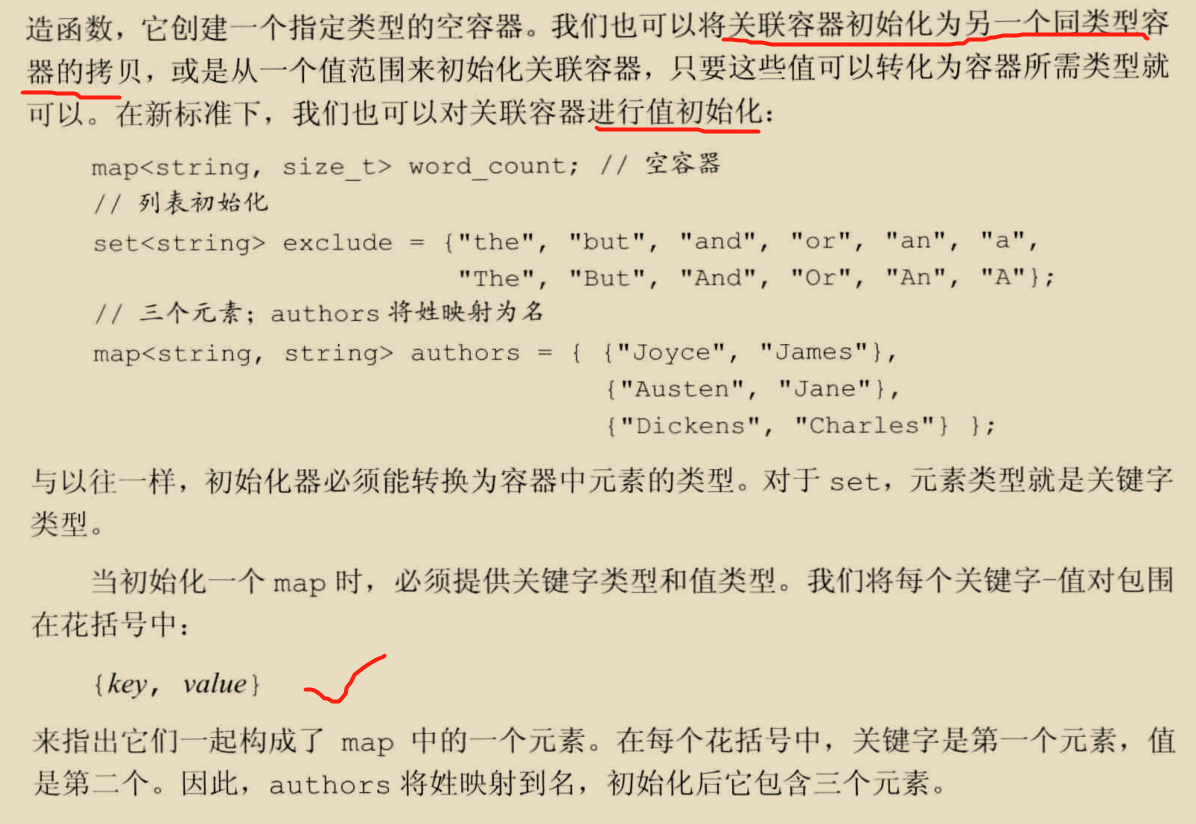 造函数，它创建一个指定类型的空容器。我们也可以将关联容器初始化为另一个同类型容
器的拷贝，或是从一个值范围来初始化关联容器，只要这些值可以转化为容器所需类型就
可以。在新标准下，我们也可以对关联容器进行值初始化：
map<string, size_t> word_count; // 空容器
// 列表初始化
set<string> exclude = {"the", "but", "and", "or", "an", "a",
"The", "But", "And", "Or", "An", "A"};
// 三个元素；authors 将姓映射为名
map<string, string> authors = { {"Joyce", "James"},
{"Austen", "Jane"},
{"Dickens", "Charles"} };
与以往一样，初始化器必须能转换为容器中元素的类型。对于 set，元素类型就是关键字
类型。
当初始化一个 map 时，必须提供关键字类型和值类型。我们将每个关键字-值对包围
在花括号中：
{key, value}
来指出它们一起构成了 map 中的一个元素。在每个花括号中，关键字是第一个元素，值
是第二个。因此，authors 将姓映射到名，初始化后它包含三个元素。